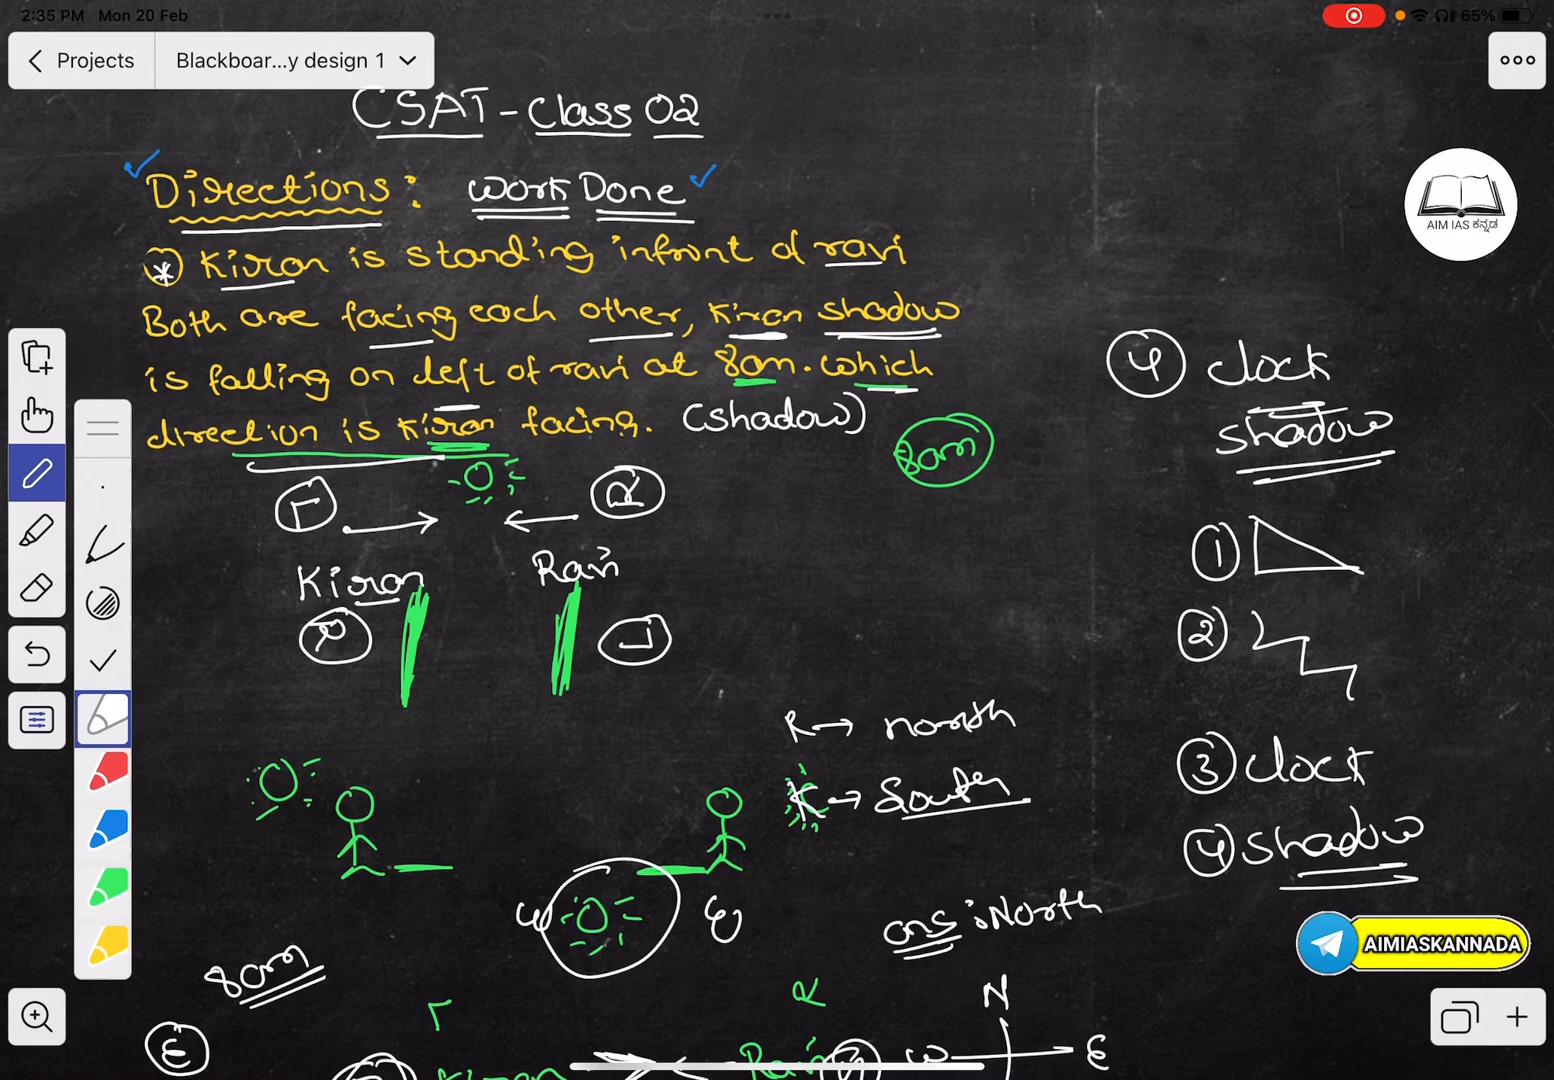 2:35 PM Mon 20 Feb
65%
Projects
Blackboar...y design 1
CSAT - Class 02
Directions: work Done
Kiran is standing infront of ravi
Both are facing each other, Kiran shadow
is falling on left of ravi at 8am. which
direction is Kiran facing. (shadow)
8am
L R
Kiran Ravi
R L
R → north
K → South
W E
ans : North
8am
N
E
L R
Kiran Ravi
W E
4 clock
shadow
1
2
3 clock
4 shadow
AIM IAS ಕನ್ನಡ
AIMIASKANNADA